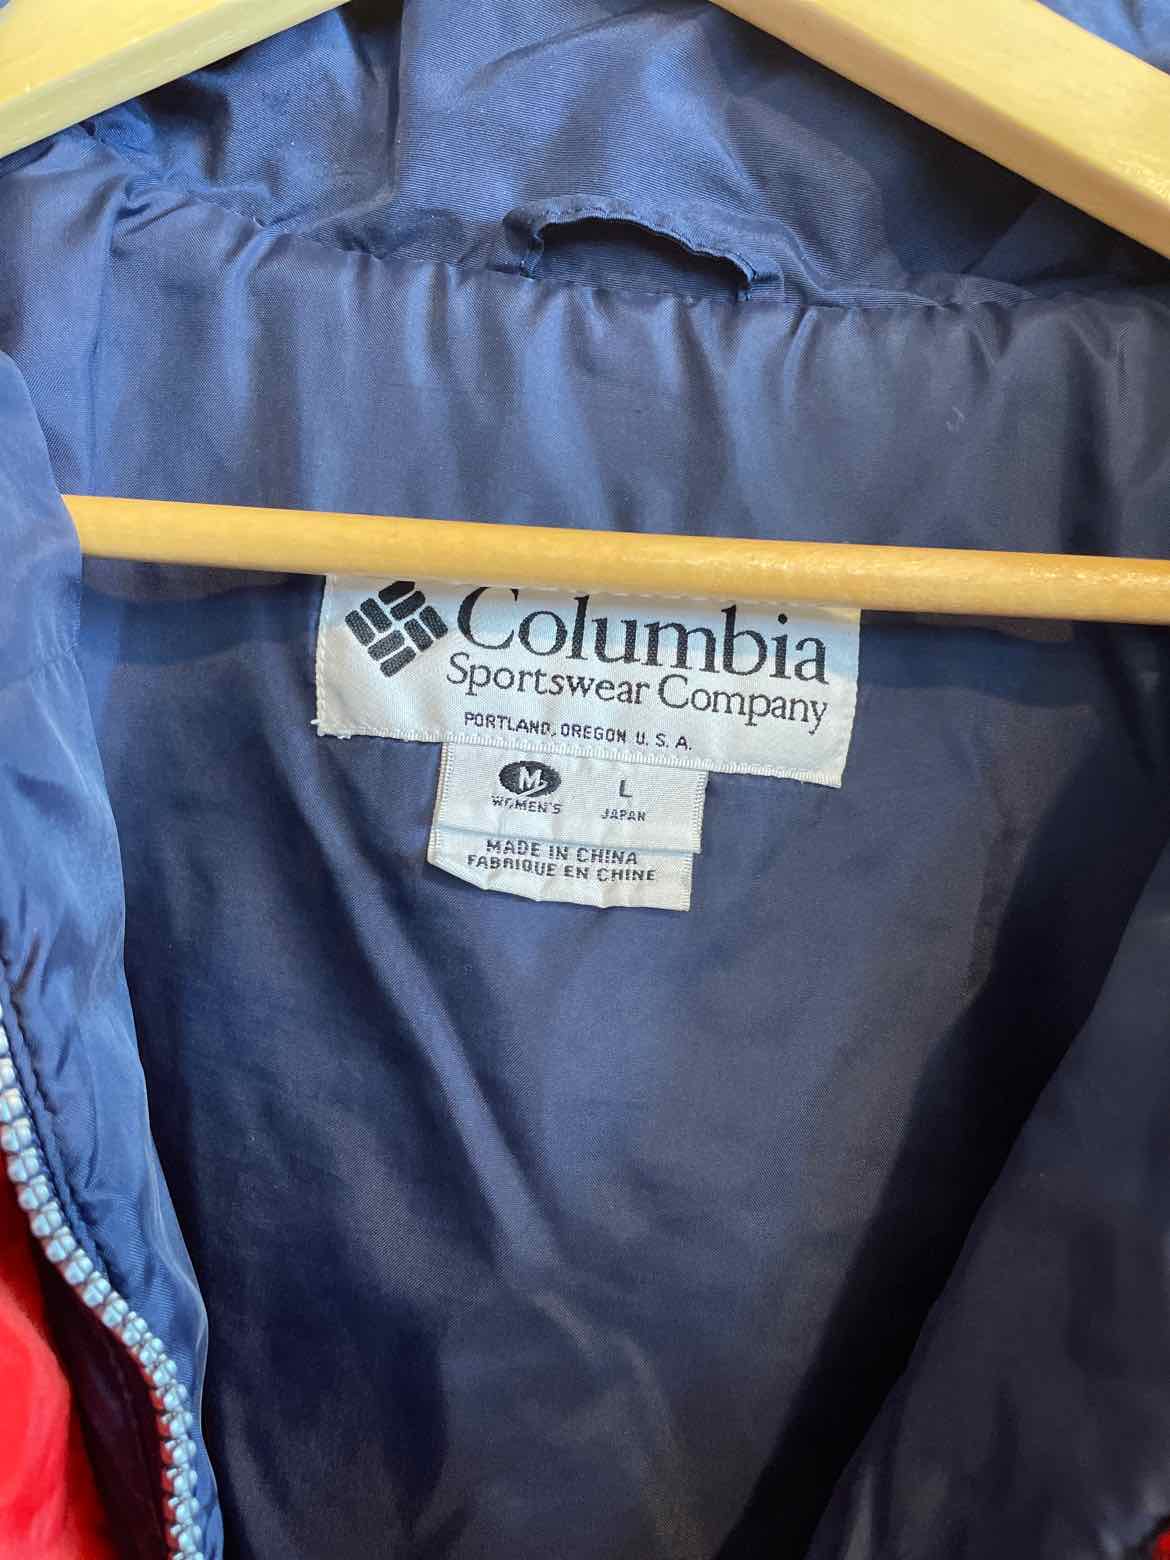 Columbia
Sportswear Company
PORTLAND, OREGON U.S.A.
M L
WOMEN'S JAPAN
MADE IN CHINA
FABRIQUE EN CHINE